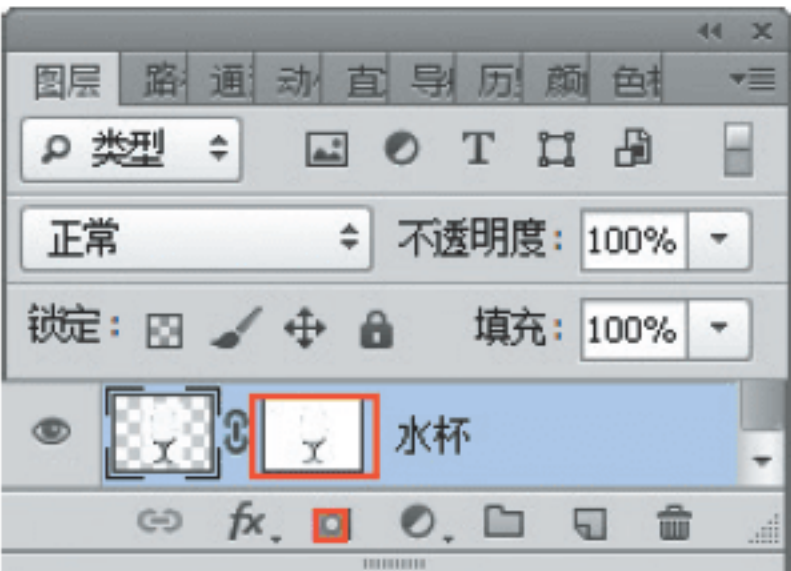 图层 路 通 动 直 导 历 颜 色
类型 T
正常 不透明度: 100%
锁定: 填充: 100%
水杯
fx